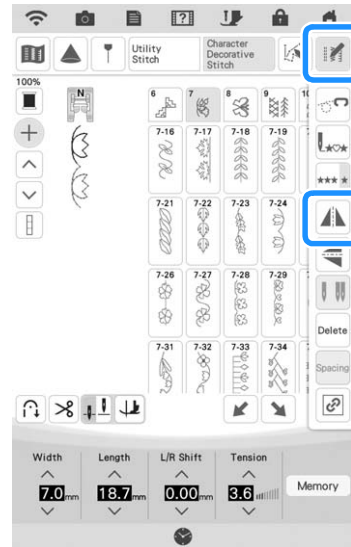 Utility
Stitch
Character
Decorative
Stitch
100%
N
6
7
8
9
7-16
7-17
7-18
7-19
7-21
7-22
7-23
7-24
7-26
7-27
7-28
7-29
7-31
7-32
7-33
7-34
Delete
Spacing
Width
Length
L/R Shift
Tension
7.0 mm
18.7 mm
0.00 mm
3.6
Memory